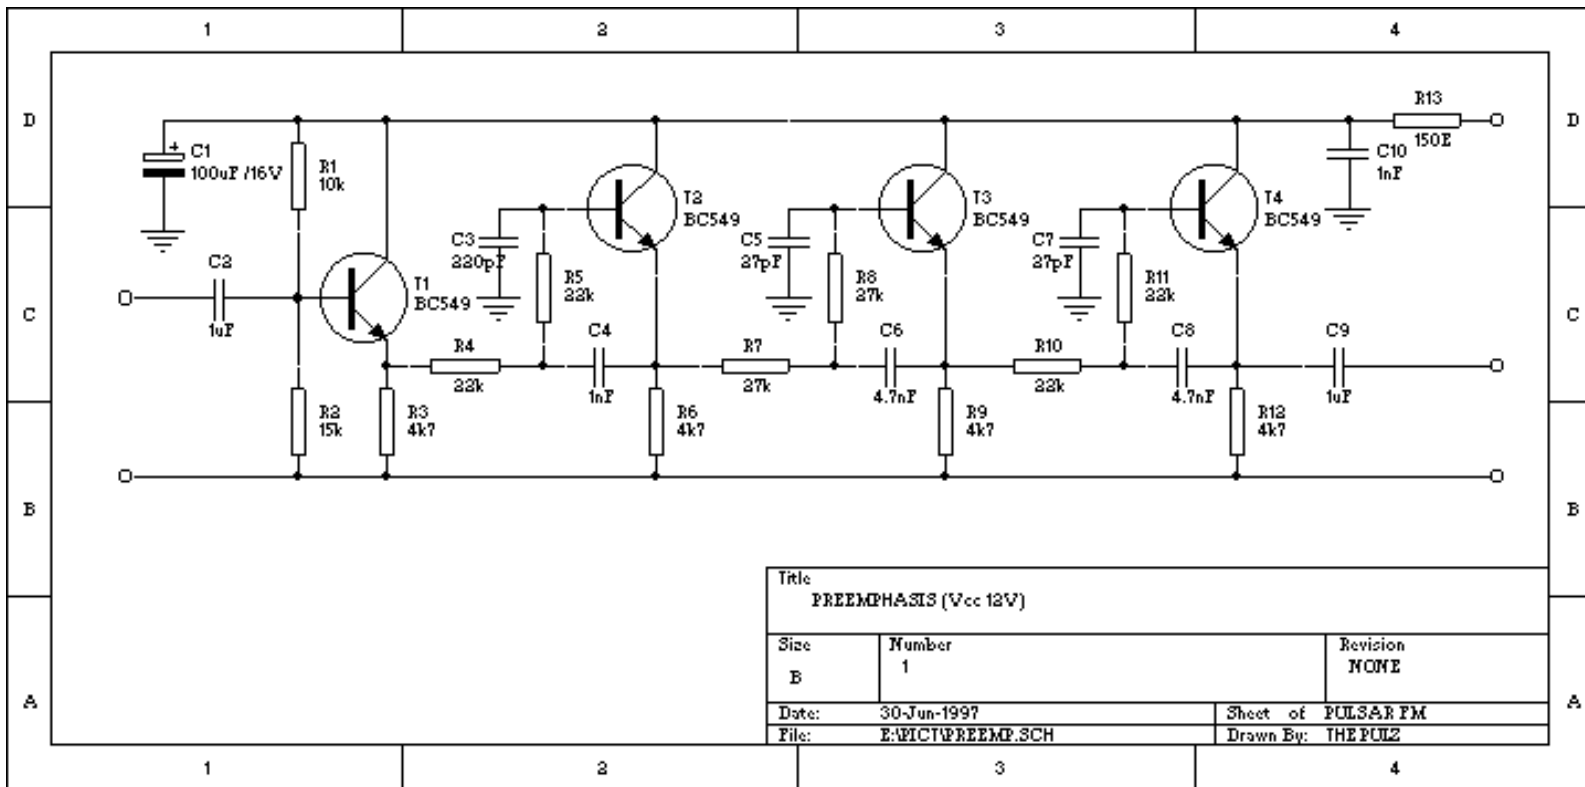 1 2 3 4
D D
R13
150E
C1
100uF /16V
R1
10k
C10
1nF
T2
BC549
T3
BC549
T4
BC549
C3
220pF
C5
27pF
C7
27pF
C2
1uF
T1
BC549
R5
22k
R8
27k
R11
22k
C C
R4
22k
C4
1nF
R7
27k
C6
4.7nF
R10
22k
C8
4.7nF
C9
1uF
R2
15k
R3
4k7
R6
4k7
R9
4k7
R12
4k7
B B
Title
PREEMPHASIS (Vcc 12V)
Size
B
Number
1
Revision
NONE
A A
Date: 30-Jun-1997 Sheet of PULSAR FM
File: E:\PICT\PREEMP.SCH Drawn By: THE PULZ
1 2 3 4